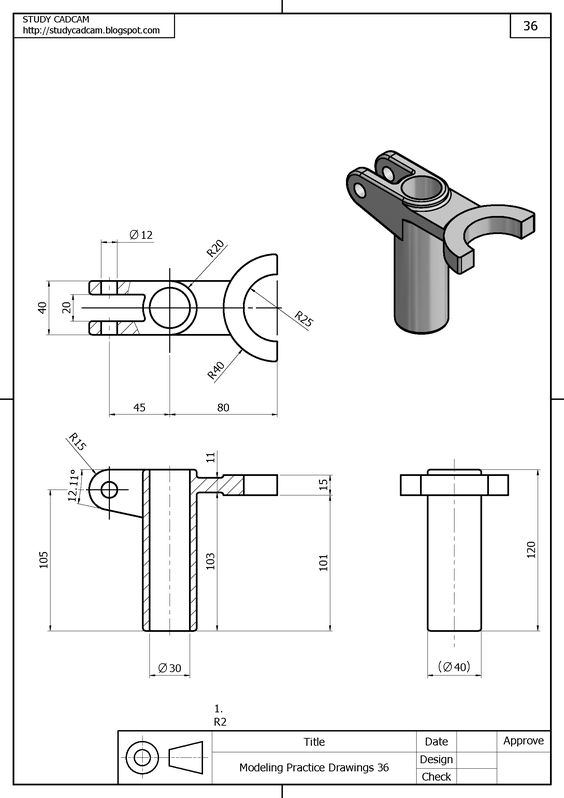 STUDY CADCAM
http://studycadcam.blogspot.com
36
Ø12
R20
40
20
R25
R40
45
80
R15
12.11°
11
15
105
103
101
120
Ø30
(Ø40)
1.
R2
Title
Date
Approve
Modeling Practice Drawings 36
Design
Check